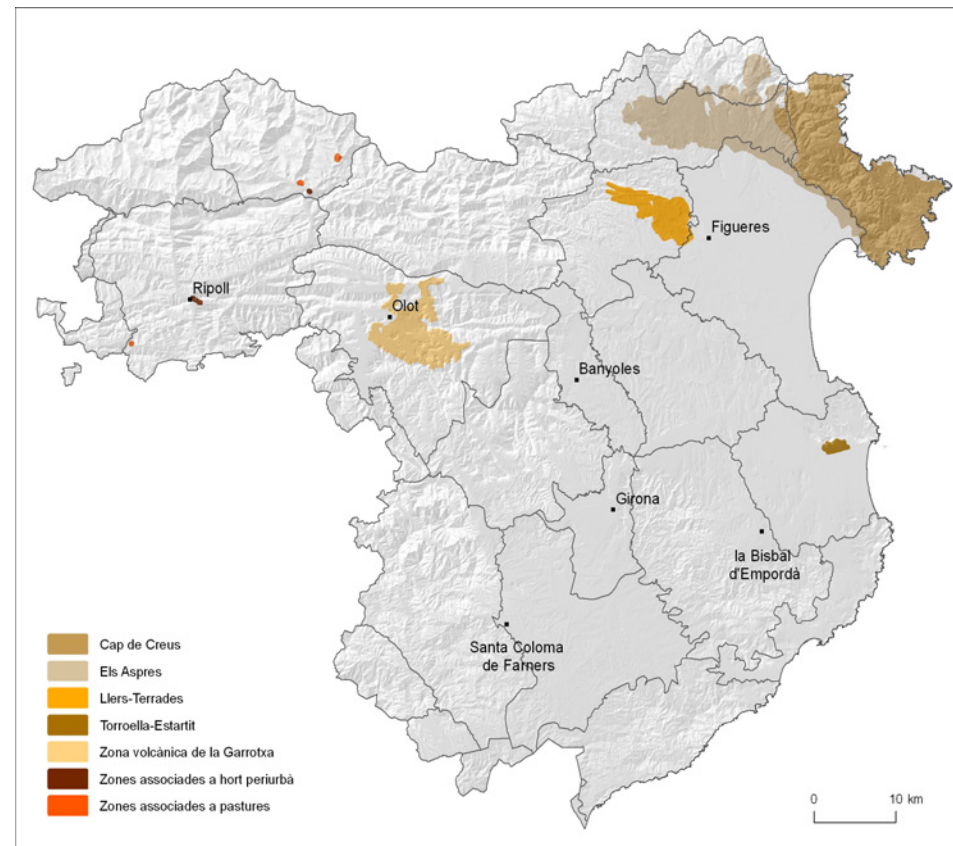 Figueres
Ripoll
Olot
Banyoles
Girona
la Bisbal
d'Empordà
Santa Coloma
de Farners
Cap de Creus
Els Aspres
Llers-Terrades
Torroella-Estartit
Zona volcànica de la Garrotxa
Zones associades a hort periurbà
Zones associades a pastures
0 10 km